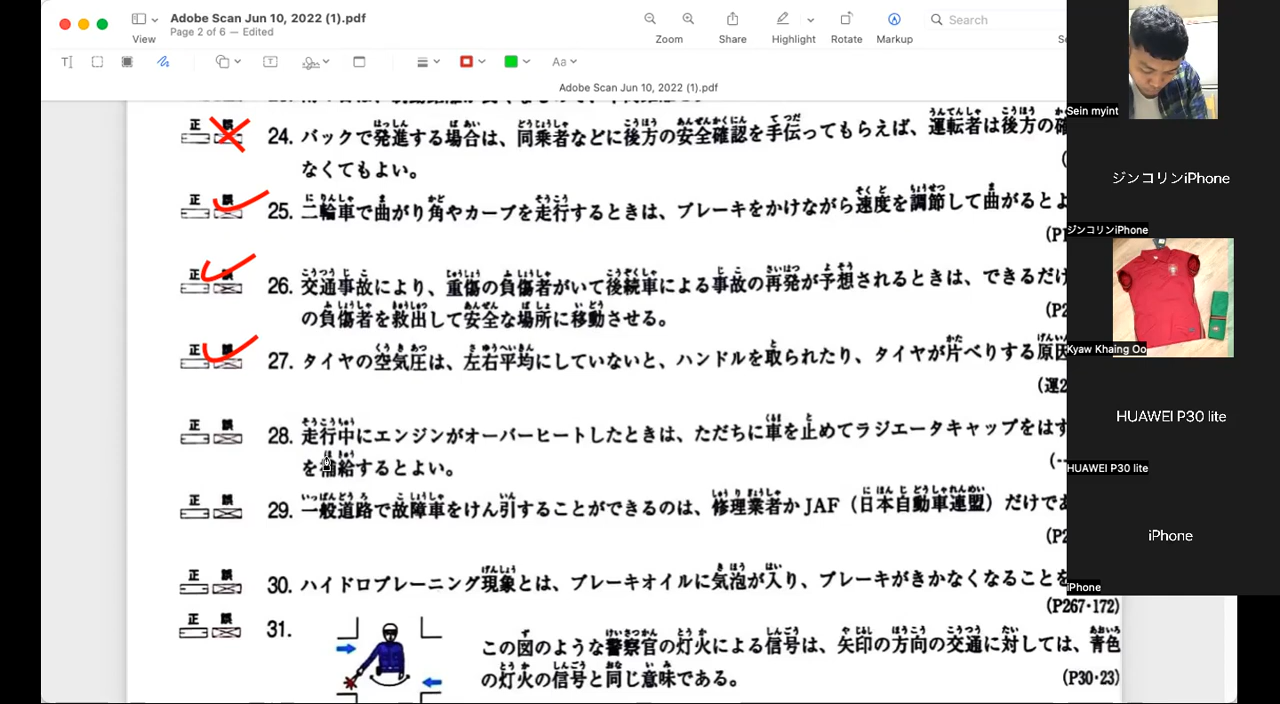 Adobe Scan Jun 10, 2022 (1).pdf
Page 2 of 6 — Edited
View
Zoom
Share
Highlight
Rotate
Markup
Search
Adobe Scan Jun 10, 2022 (1).pdf
正 誤 24. バックで発進する場合は、同乗者などに後方の安全確認を手伝ってもらえば、運転者は後方の確
なくてもよい。
正 誤 25. 二輪車で曲がり角やカーブを走行するときは、ブレーキをかけながら速度を調節して曲がるとよ
正 誤 26. 交通事故により、重傷の負傷者がいて後続車による事故の再発が予想されるときは、できるだけ
の負傷者を救出して安全な場所に移動させる。
正 誤 27. タイヤの空気圧は、左右平均にしていないと、ハンドルを取られたり、タイヤが片べりする原因
正 誤 28. 走行中にエンジンがオーバーヒートしたときは、ただちに車を止めてラジエータキャップをはず
を補給するとよい。
正 誤 29. 一般道路で故障車をけん引することができるのは、修理業者かJAF（日本自動車連盟）だけであ
正 誤 30. ハイドロプレーニング現象とは、ブレーキオイルに気泡が入り、ブレーキがきかなくなることを
(P267・172)
正 誤 31. この図のような警察官の灯火による信号は、矢印の方向の交通に対しては、青色
の灯火の信号と同じ意味である。
(P30・23)
Sein myint
ジンコリンiPhone
ジンコリンiPhone
Kyaw Khaing Oo
HUAWEI P30 lite
HUAWEI P30 lite
iPhone
iPhone